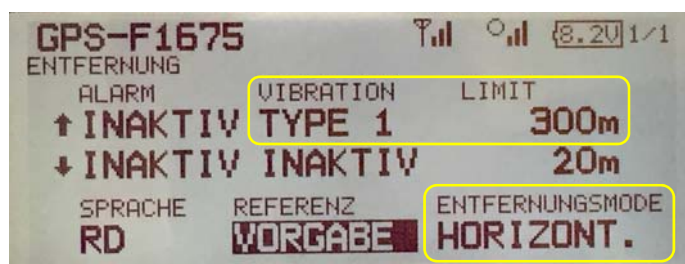 GPS-F1675 8.2V 1/1
ENTFERNUNG
ALARM VIBRATION LIMIT
↑ INAKTIV TYPE 1 300m
↓ INAKTIV INAKTIV 20m
SPRACHE REFERENZ ENTFERNUNGSMODE
RD VORGABE HORIZONT.